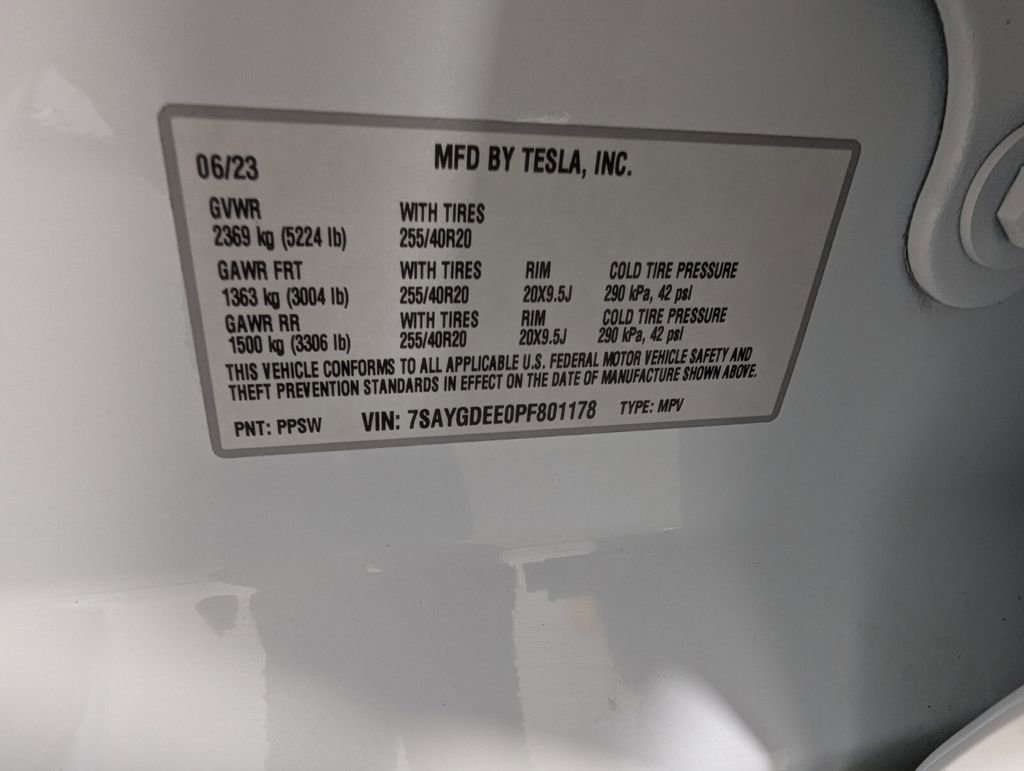 06/23 MFD BY TESLA, INC.
GVWR WITH TIRES
2369 kg (5224 lb) 255/40R20
GAWR FRT WITH TIRES RIM COLD TIRE PRESSURE
1363 kg (3004 lb) 255/40R20 20X9.5J 290 kPa, 42 psi
GAWR RR WITH TIRES RIM COLD TIRE PRESSURE
1500 kg (3306 lb) 255/40R20 20X9.5J 290 kPa, 42 psi
THIS VEHICLE CONFORMS TO ALL APPLICABLE U.S. FEDERAL MOTOR VEHICLE SAFETY AND
THEFT PREVENTION STANDARDS IN EFFECT ON THE DATE OF MANUFACTURE SHOWN ABOVE.
PNT: PPSW VIN: 7SAYGDEE0PF801178 TYPE: MPV